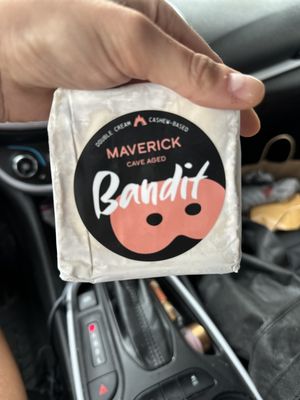 DOUBLE CREAM CASHEW-BASED
MAVERICK
CAVE AGED
Bandit